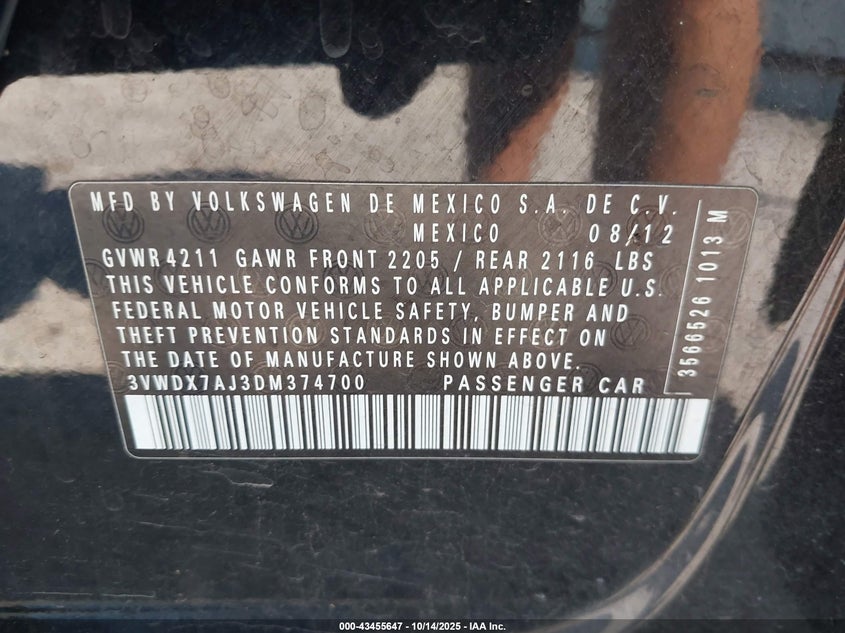 MFD BY VOLKSWAGEN DE MEXICO S.A. DE C.V.
MEXICO 08/12
GVWR 4211 GAWR FRONT 2205 / REAR 2116 LBS
THIS VEHICLE CONFORMS TO ALL APPLICABLE U.S.
FEDERAL MOTOR VEHICLE SAFETY, BUMPER AND
THEFT PREVENTION STANDARDS IN EFFECT ON
THE DATE OF MANUFACTURE SHOWN ABOVE.
3VWDX7AJ3DM374700 PASSENGER CAR
3566526 1013 M
000-43455647 - 10/14/2025 - IAA Inc.